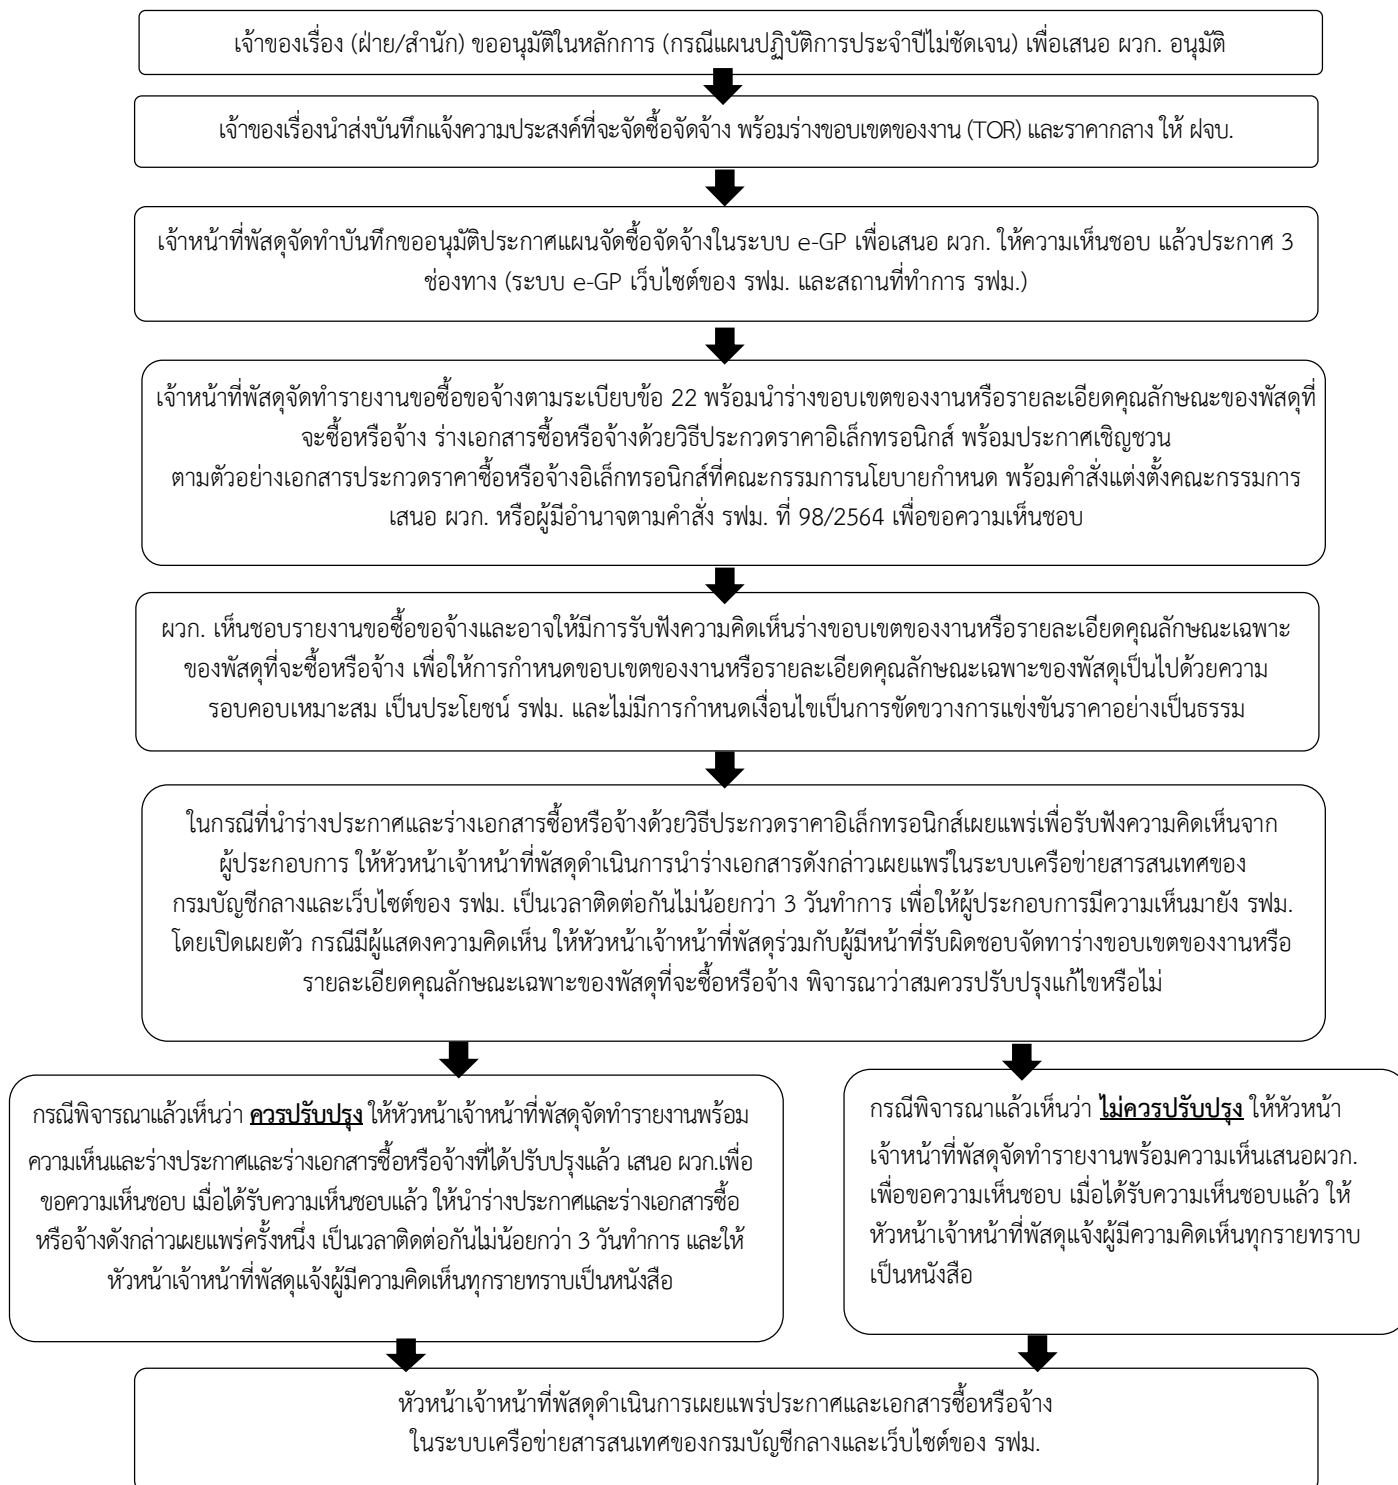 เจ้าของเรื่อง (ฝ่าย/สำนัก) ขออนุมัติในหลักการ (กรณีแผนปฏิบัติการประจำปีไม่ชัดเจน) เพื่อเสนอ ผวก. อนุมัติ
เจ้าของเรื่องนำส่งบันทึกแจ้งความประสงค์ที่จะจัดซื้อจัดจ้าง พร้อมร่างขอบเขตของงาน (TOR) และราคากลาง ให้ ฝจบ.
เจ้าหน้าที่พัสดุจัดทำบันทึกขออนุมัติประกาศแผนจัดซื้อจัดจ้างในระบบ e-GP เพื่อเสนอ ผวก. ให้ความเห็นชอบ แล้วประกาศ 3
ช่องทาง (ระบบ e-GP เว็บไซต์ของ รฟม. และสถานที่ทำการ รฟม.)
เจ้าหน้าที่พัสดุจัดทำรายงานขอซื้อขอจ้างตามระเบียบข้อ 22 พร้อมนำร่างขอบเขตของงานหรือรายละเอียดคุณลักษณะของพัสดุที่
จะซื้อหรือจ้าง ร่างเอกสารซื้อหรือจ้างด้วยวิธีประกวดราคาอิเล็กทรอนิกส์ พร้อมประกาศเชิญชวน
ตามตัวอย่างเอกสารประกวดราคาซื้อหรือจ้างอิเล็กทรอนิกส์ที่คณะกรรมการนโยบายกำหนด พร้อมคำสั่งแต่งตั้งคณะกรรมการ
เสนอ ผวก. หรือผู้มีอำนาจตามคำสั่ง รฟม. ที่ 98/2564 เพื่อขอความเห็นชอบ
ผวก. เห็นชอบรายงานขอซื้อขอจ้างและอาจให้มีการรับฟังความคิดเห็นร่างขอบเขตของงานหรือรายละเอียดคุณลักษณะเฉพาะ
ของพัสดุที่จะซื้อหรือจ้าง เพื่อให้การกำหนดขอบเขตของงานหรือรายละเอียดคุณลักษณะเฉพาะของพัสดุเป็นไปด้วยความ
รอบคอบเหมาะสม เป็นประโยชน์ รฟม. และไม่มีการกำหนดเงื่อนไขเป็นการขัดขวางการแข่งขันราคาอย่างเป็นธรรม
ในกรณีที่นำร่างประกาศและร่างเอกสารซื้อหรือจ้างด้วยวิธีประกวดราคาอิเล็กทรอนิกส์เผยแพร่เพื่อรับฟังความคิดเห็นจาก
ผู้ประกอบการ ให้หัวหน้าเจ้าหน้าที่พัสดุดำเนินการนำร่างเอกสารดังกล่าวเผยแพร่ในระบบเครือข่ายสารสนเทศของ
กรมบัญชีกลางและเว็บไซต์ของ รฟม. เป็นเวลาติดต่อกันไม่น้อยกว่า 3 วันทำการ เพื่อให้ผู้ประกอบการมีความเห็นมายัง รฟม.
โดยเปิดเผยตัว กรณีมีผู้แสดงความคิดเห็น ให้หัวหน้าเจ้าหน้าที่พัสดุร่วมกับผู้มีหน้าที่รับผิดชอบจัดทาร่างขอบเขตของงานหรือ
รายละเอียดคุณลักษณะเฉพาะของพัสดุที่จะซื้อหรือจ้าง พิจารณาว่าสมควรปรับปรุงแก้ไขหรือไม่
กรณีพิจารณาแล้วเห็นว่า ควรปรับปรุง ให้หัวหน้าเจ้าหน้าที่พัสดุจัดทำรายงานพร้อม
ความเห็นและร่างประกาศและร่างเอกสารซื้อหรือจ้างที่ได้ปรับปรุงแล้ว เสนอ ผวก.เพื่อ
ขอความเห็นชอบ เมื่อได้รับความเห็นชอบแล้ว ให้นำร่างประกาศและร่างเอกสารซื้อ
หรือจ้างดังกล่าวเผยแพร่ครั้งหนึ่ง เป็นเวลาติดต่อกันไม่น้อยกว่า 3 วันทำการ และให้
หัวหน้าเจ้าหน้าที่พัสดุแจ้งผู้มีความคิดเห็นทุกรายทราบเป็นหนังสือ
กรณีพิจารณาแล้วเห็นว่า ไม่ควรปรับปรุง ให้หัวหน้า
เจ้าหน้าที่พัสดุจัดทำรายงานพร้อมความเห็นเสนอผวก.
เพื่อขอความเห็นชอบ เมื่อได้รับความเห็นชอบแล้ว ให้
หัวหน้าเจ้าหน้าที่พัสดุแจ้งผู้มีความคิดเห็นทุกรายทราบ
เป็นหนังสือ
หัวหน้าเจ้าหน้าที่พัสดุดำเนินการเผยแพร่ประกาศและเอกสารซื้อหรือจ้าง
ในระบบเครือข่ายสารสนเทศของกรมบัญชีกลางและเว็บไซต์ของ รฟม.